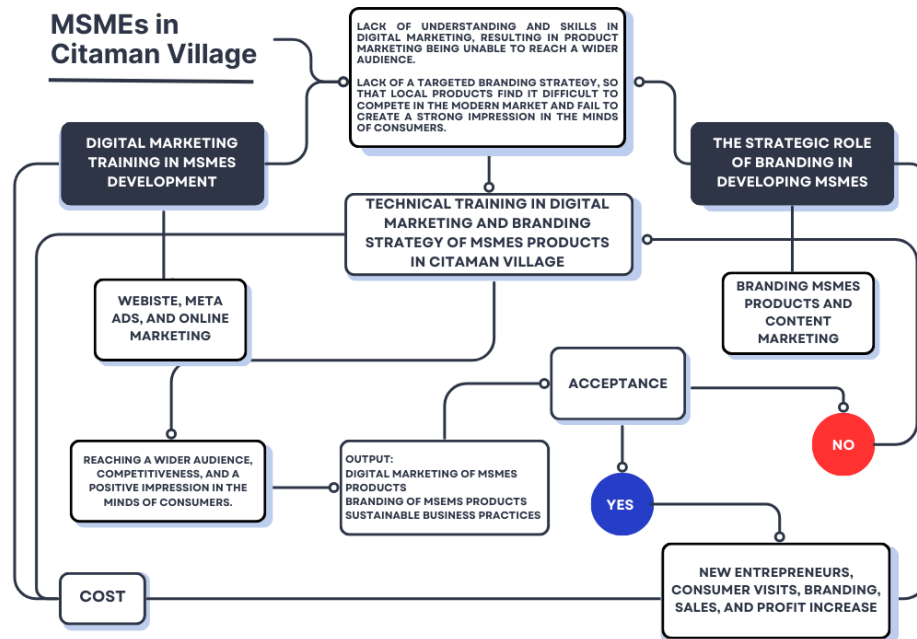 MSMEs in
Citaman Village
LACK OF UNDERSTANDING AND SKILLS IN
DIGITAL MARKETING, RESULTING IN PRODUCT
MARKETING BEING UNABLE TO REACH A WIDER
AUDIENCE.
LACK OF A TARGETED BRANDING STRATEGY, SO
THAT LOCAL PRODUCTS FIND IT DIFFICULT TO
COMPETE IN THE MODERN MARKET AND FAIL TO
CREATE A STRONG IMPRESSION IN THE MINDS
OF CONSUMERS.
DIGITAL MARKETING
TRAINING IN MSMES
DEVELOPMENT
THE STRATEGIC ROLE
OF BRANDING IN
DEVELOPING MSMES
TECHNICAL TRAINING IN DIGITAL
MARKETING AND BRANDING
STRATEGY OF MSMES PRODUCTS
IN CITAMAN VILLAGE
WEBISTE, META
ADS, AND ONLINE
MARKETING
BRANDING MSMES
PRODUCTS AND
CONTENT
MARKETING
ACCEPTANCE
NO
REACHING A WIDER AUDIENCE,
COMPETITIVENESS, AND A
POSITIVE IMPRESSION IN THE
MINDS OF CONSUMERS.
OUTPUT:
DIGITAL MARKETING OF MSMES
PRODUCTS
BRANDING OF MSEMS PRODUCTS
SUSTAINABLE BUSINESS PRACTICES
YES
COST
NEW ENTREPRENEURS,
CONSUMER VISITS, BRANDING,
SALES, AND PROFIT INCREASE